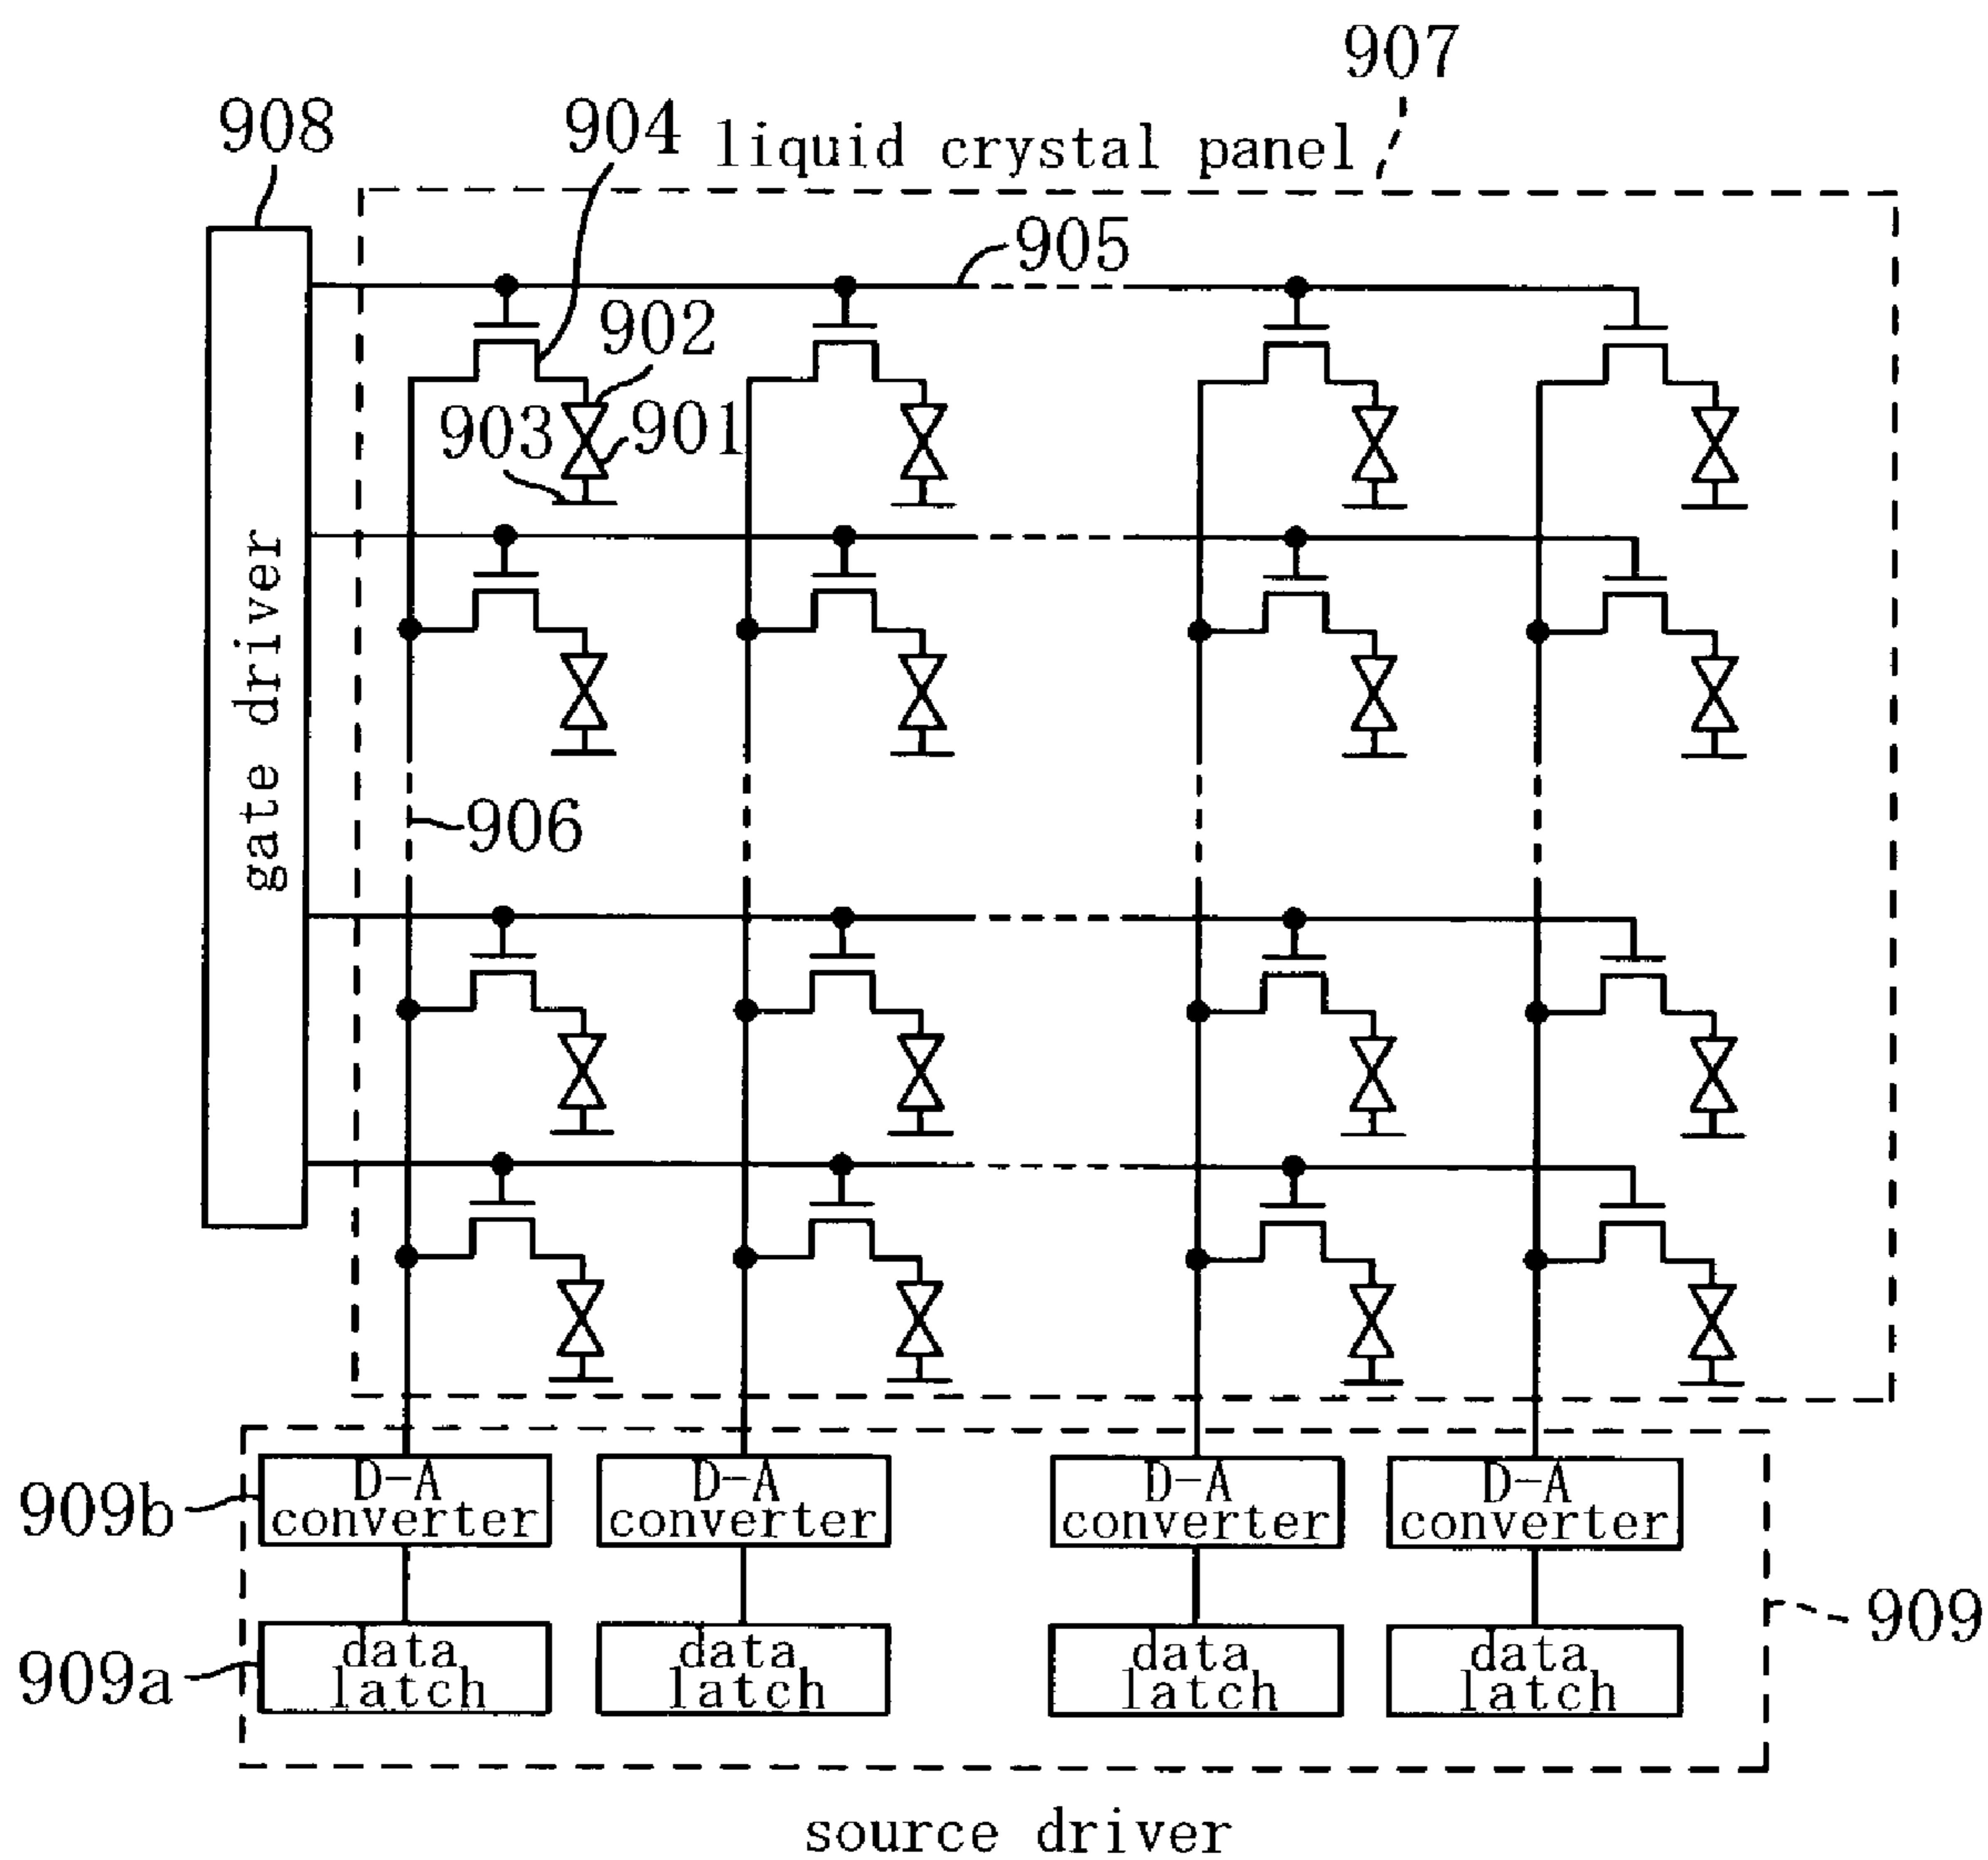 907
908
904
liquid crystal panel
905
902
903
901
gate driver
906
909b
D-A
converter
D-A
converter
D-A
converter
D-A
converter
909
909a
data
latch
data
latch
data
latch
data
latch
source driver